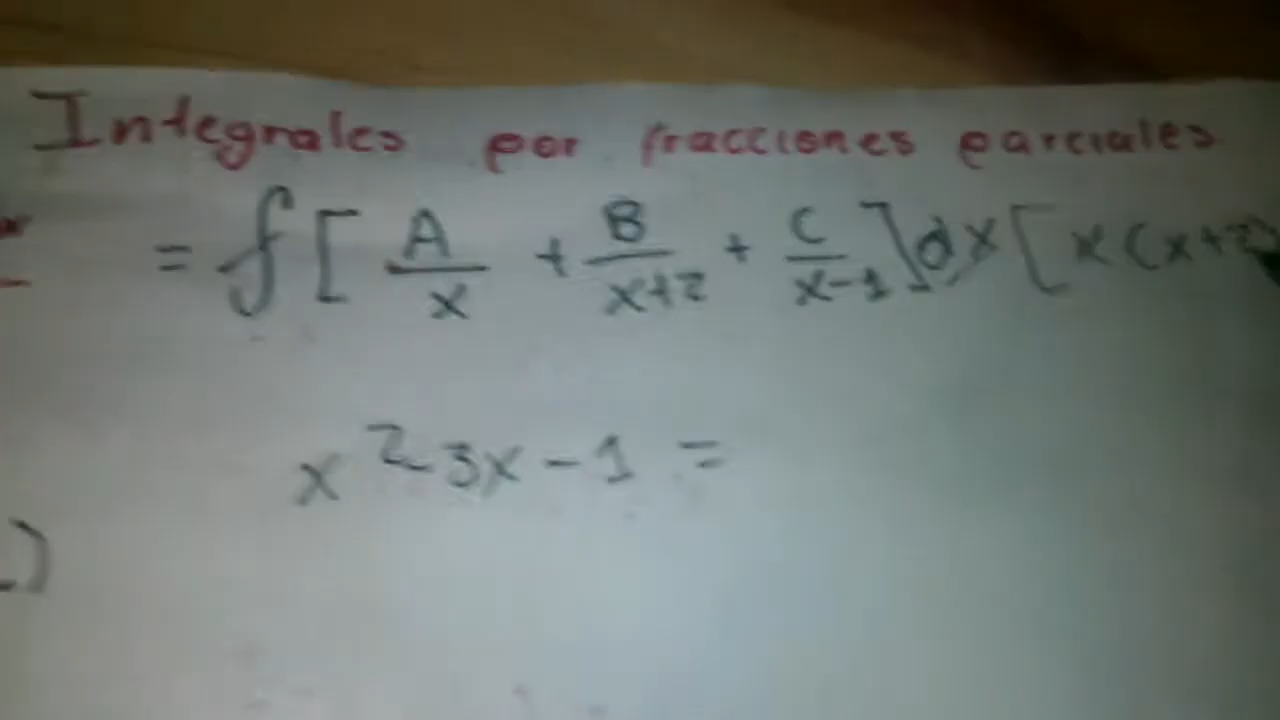 Integrales por fracciones parciales
= ∫ [ A/x + B/x+2 + C/x-1 ] dx [ x(x+2)
x² - 3x - 1 =
)